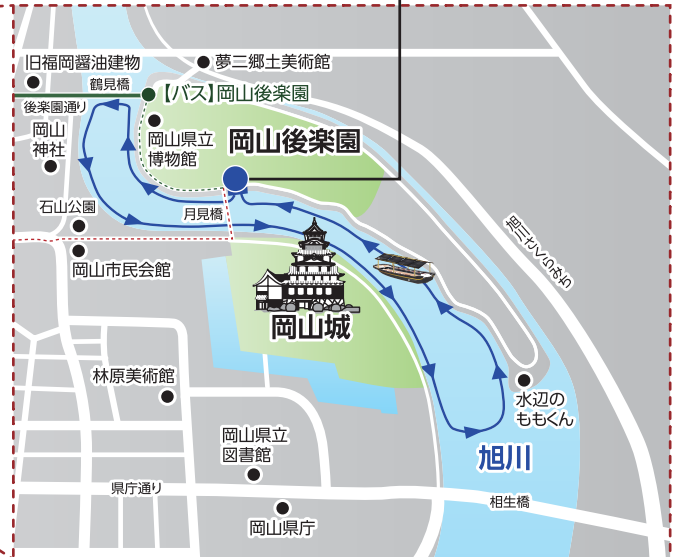 旧福岡醤油建物
夢二郷土美術館
鶴見橋
【バス】岡山後楽園
後楽園通り
岡山
神社
岡山県立
博物館
岡山後楽園
石山公園
月見橋
旭川さくらみち
岡山市民会館
岡山城
林原美術館
水辺の
ももくん
岡山県立
図書館
旭川
県庁通り
相生橋
岡山県庁